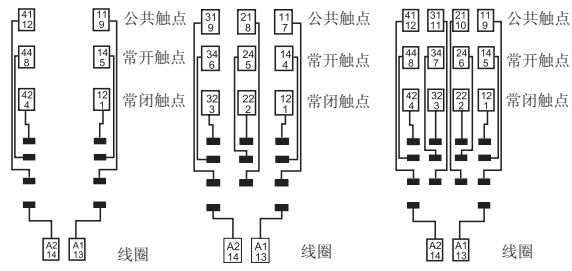 41 11 公共触点 31 21 11 公共触点 41 31 21 11 公共触点
12 9 9 8 7 12 11 10 9
44 14 常开触点 34 24 14 常开触点 44 34 24 14 常开触点
8 5 6 5 4 8 7 6 5
42 12 常闭触点 32 22 12 常闭触点 42 32 22 12 常闭触点
4 1 3 2 1 4 3 2 1
A2 A1 线圈 A2 A1 线圈 A2 A1 线圈
14 13 14 13 14 13